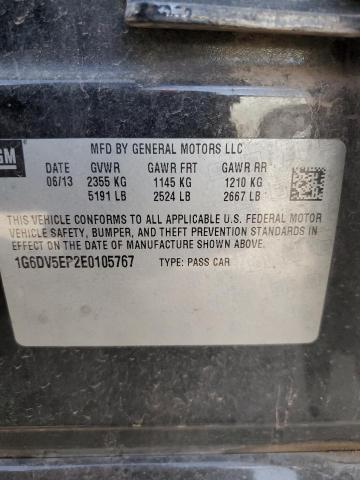 GM
MFD BY GENERAL MOTORS LLC
DATE GVWR GAWR FRT GAWR RR
06/13 2355 KG 1145 KG 1210 KG
5191 LB 2524 LB 2667 LB
THIS VEHICLE CONFORMS TO ALL APPLICABLE U.S. FEDERAL MOTOR
VEHICLE SAFETY, BUMPER, AND THEFT PREVENTION STANDARDS
IN EFFECT ON THE DATE OF MANUFACTURE SHOWN ABOVE.
1G6DV5EP2E0105767 TYPE: PASS CAR